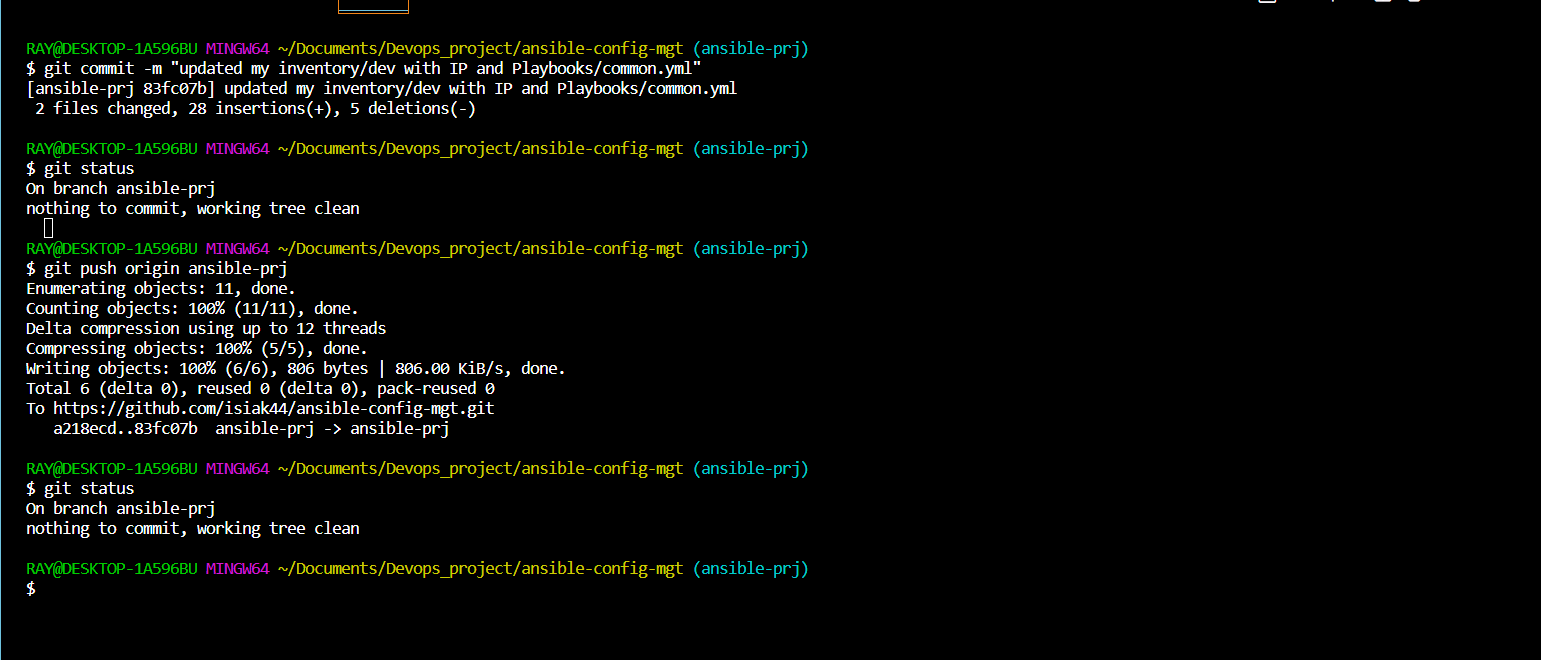 RAY@DESKTOP-1A596BU MINGW64 ~/Documents/Devops_project/ansible-config-mgt (ansible-prj)
$ git commit -m "updated my inventory/dev with IP and Playbooks/common.yml"
[ansible-prj 83fc07b] updated my inventory/dev with IP and Playbooks/common.yml
 2 files changed, 28 insertions(+), 5 deletions(-)

RAY@DESKTOP-1A596BU MINGW64 ~/Documents/Devops_project/ansible-config-mgt (ansible-prj)
$ git status
On branch ansible-prj
nothing to commit, working tree clean

RAY@DESKTOP-1A596BU MINGW64 ~/Documents/Devops_project/ansible-config-mgt (ansible-prj)
$ git push origin ansible-prj
Enumerating objects: 11, done.
Counting objects: 100% (11/11), done.
Delta compression using up to 12 threads
Compressing objects: 100% (5/5), done.
Writing objects: 100% (6/6), 806 bytes | 806.00 KiB/s, done.
Total 6 (delta 0), reused 0 (delta 0), pack-reused 0
To https://github.com/isiak44/ansible-config-mgt.git
   a218ecd..83fc07b  ansible-prj -> ansible-prj

RAY@DESKTOP-1A596BU MINGW64 ~/Documents/Devops_project/ansible-config-mgt (ansible-prj)
$ git status
On branch ansible-prj
nothing to commit, working tree clean

RAY@DESKTOP-1A596BU MINGW64 ~/Documents/Devops_project/ansible-config-mgt (ansible-prj)
$